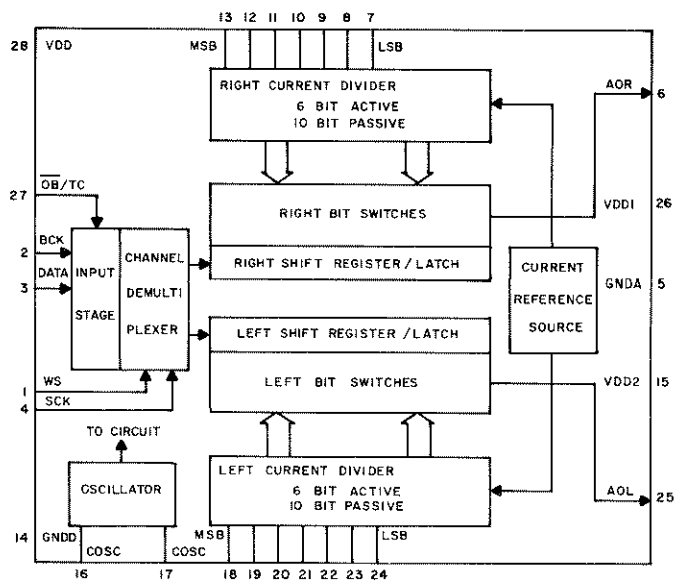 13 12 11 10 9 8 7
28 VDD MSB LSB
RIGHT CURRENT DIVIDER
6 BIT ACTIVE
10 BIT PASSIVE
AOR 6
27 OB/TC
RIGHT BIT SWITCHES
VDD1 26
2 BCK
3 DATA
INPUT
STAGE
CHANNEL
DEMULTI
PLEXER
RIGHT SHIFT REGISTER/LATCH
CURRENT
REFERENCE
SOURCE
GNDA 5
LEFT SHIFT REGISTER/LATCH
LEFT BIT SWITCHES
VDD2 15
1 WS
4 SCK
TO CIRCUIT
OSCILLATOR
LEFT CURRENT DIVIDER
6 BIT ACTIVE
10 BIT PASSIVE
AOL 25
14 GNDD
COSC COSC MSB LSB
16 17 18 19 20 21 22 23 24